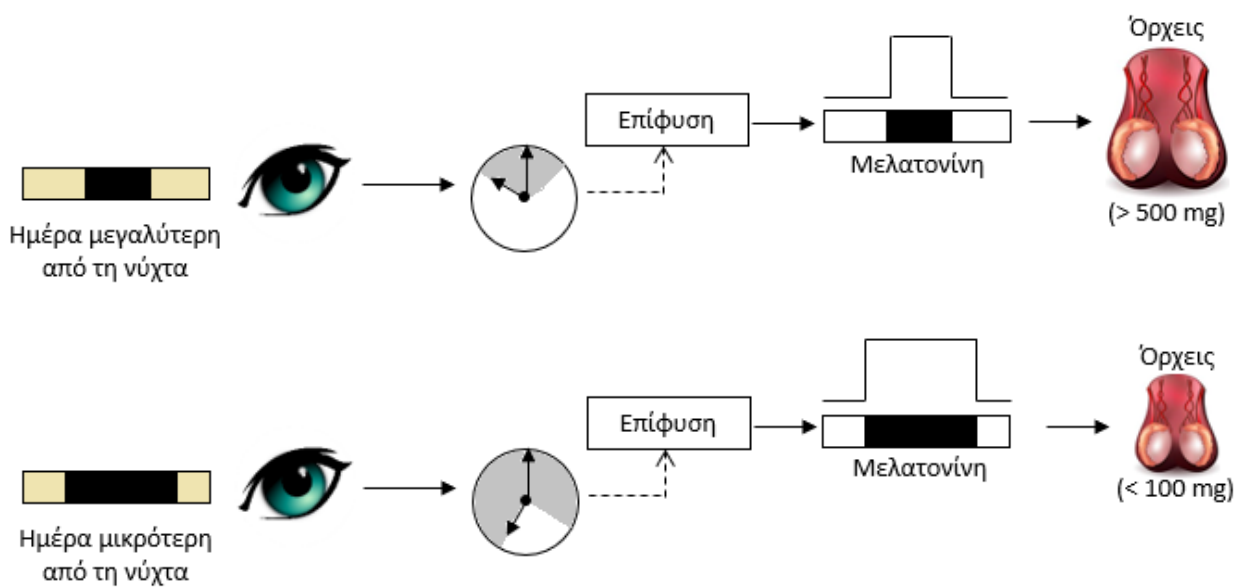 Όρχεις
Επίφυση
Μελατονίνη
(> 500 mg)
Ημέρα μεγαλύτερη
από τη νύχτα
Όρχεις
Επίφυση
Μελατονίνη
(< 100 mg)
Ημέρα μικρότερη
από τη νύχτα